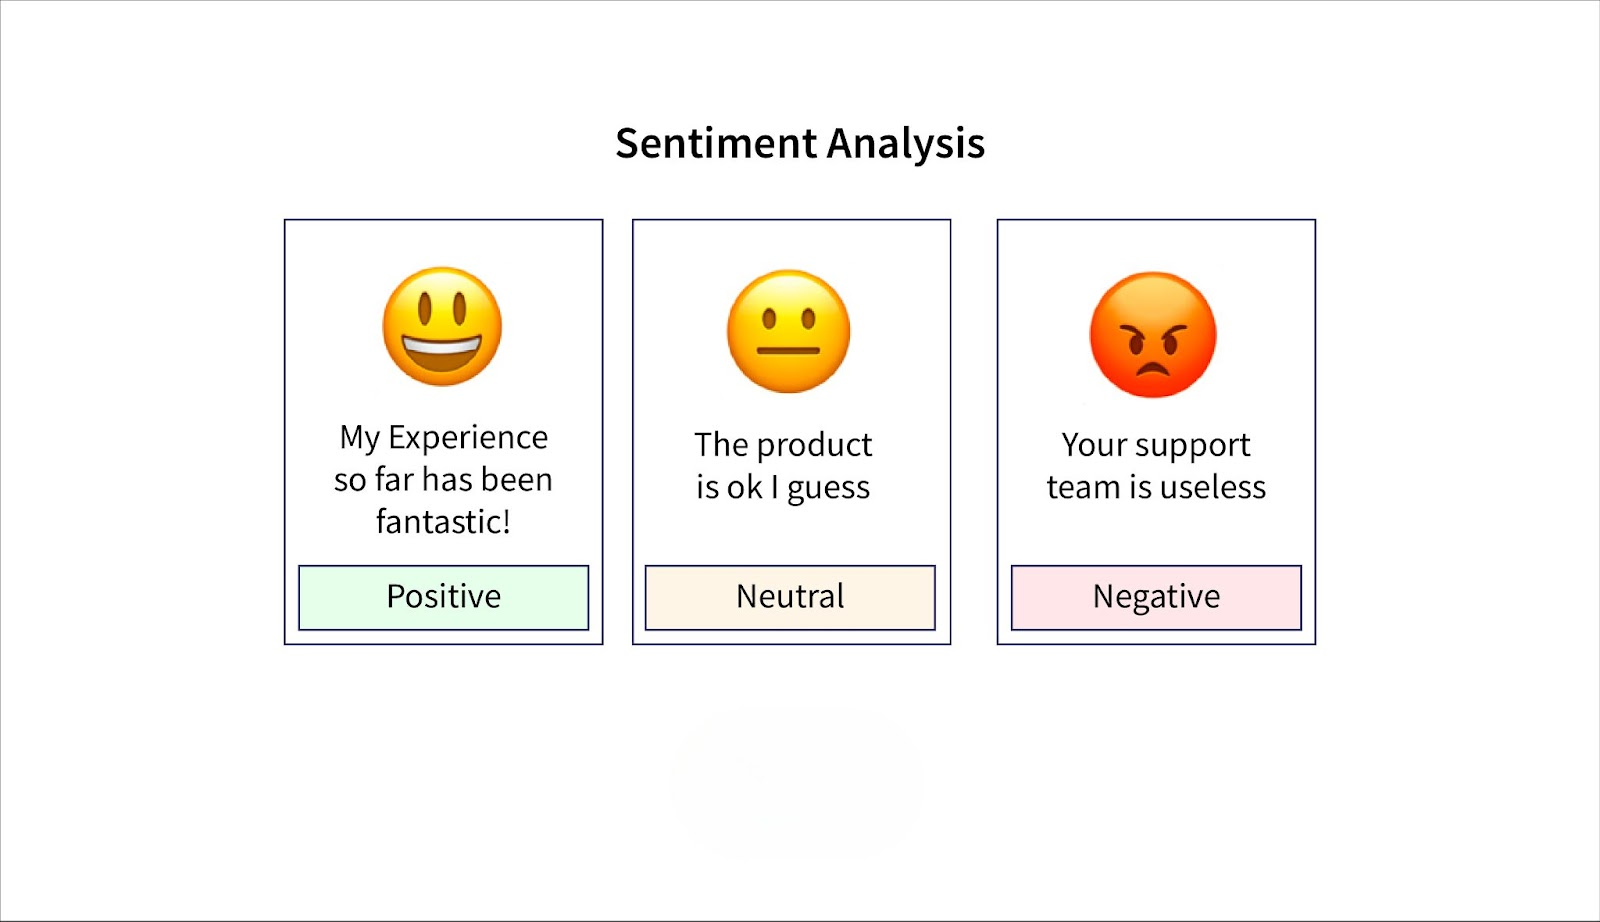 Sentiment Analysis
My Experience
so far has been
fantastic!
Positive
The product
is ok I guess
Neutral
Your support
team is useless
Negative